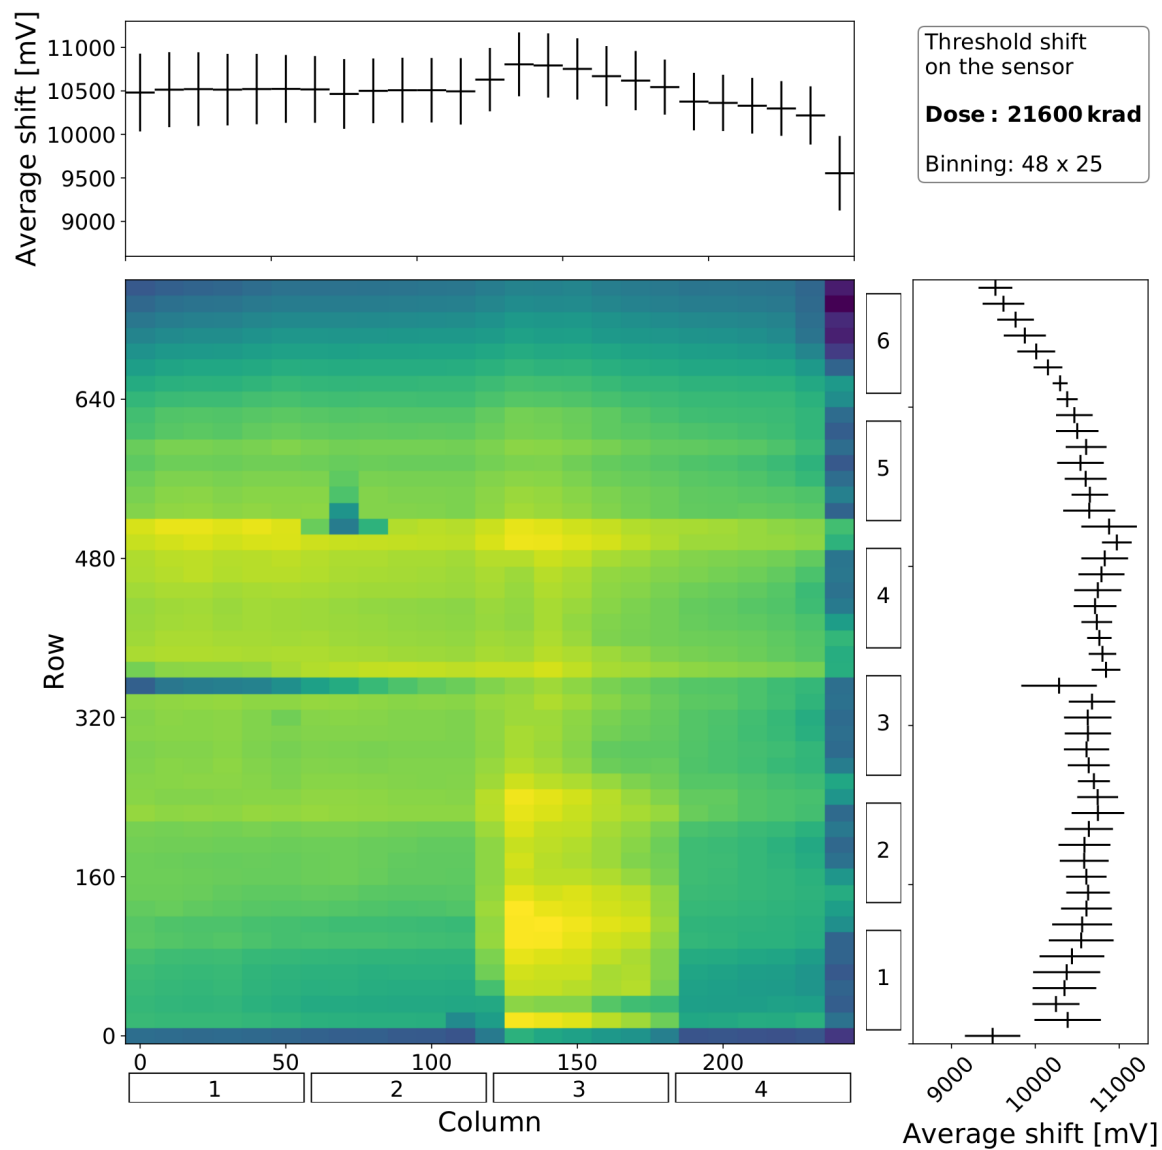 Average shift [mV]
11000
10500
10000
9500
9000
Threshold shift
on the sensor
Dose: 21600 krad
Binning: 48 x 25
Row
640
480
320
160
0
6
5
4
3
2
1
0 50 100 150 200
1 2 3 4
Column
9000 10000 11000
Average shift [mV]